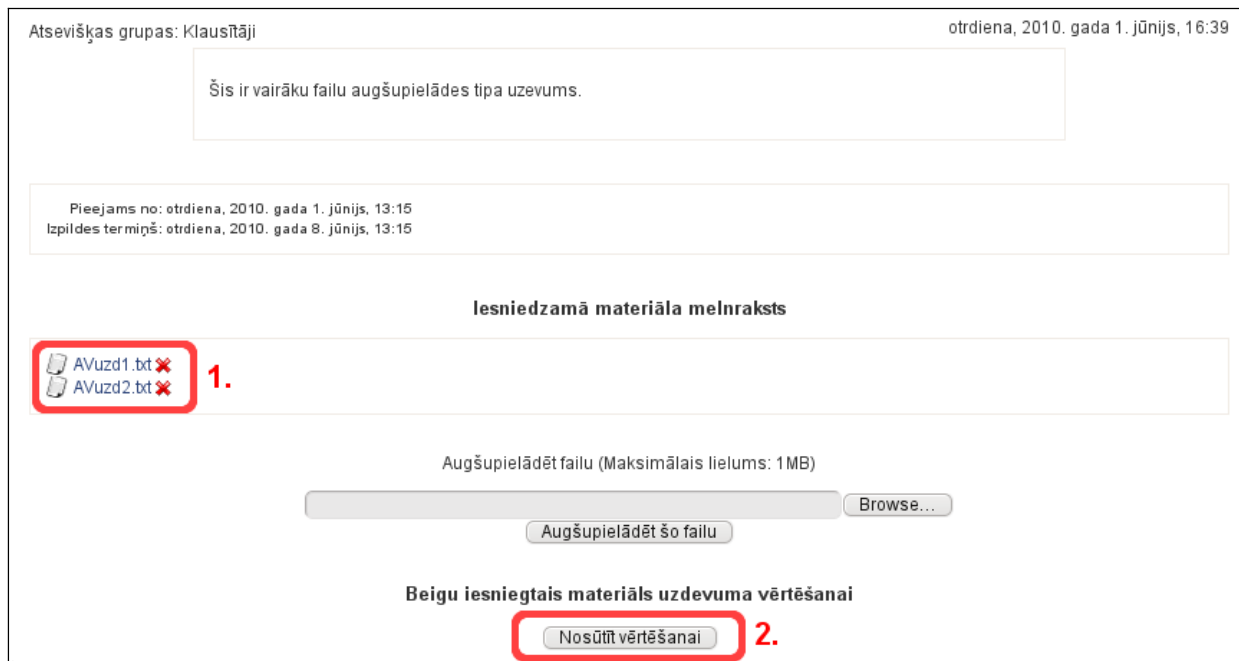 Atsevišķas grupas: Klausītāji
otrdiena, 2010. gada 1. jūnijs, 16:39
Šis ir vairāku failu augšupielādes tipa uzevums.
Pieejams no: otrdiena, 2010. gada 1. jūnijs, 13:15
Izpildes termiņš: otrdiena, 2010. gada 8. jūnijs, 13:15
Iesniedzamā materiāla melnraksts
AVuzd1.txt
AVuzd2.txt
1.
Augšupielādēt failu (Maksimālais lielums: 1MB)
Browse...
Augšupielādēt šo failu
Beigu iesniegtais materiāls uzdevuma vērtēšanai
Nosūtīt vērtēšanai
2.